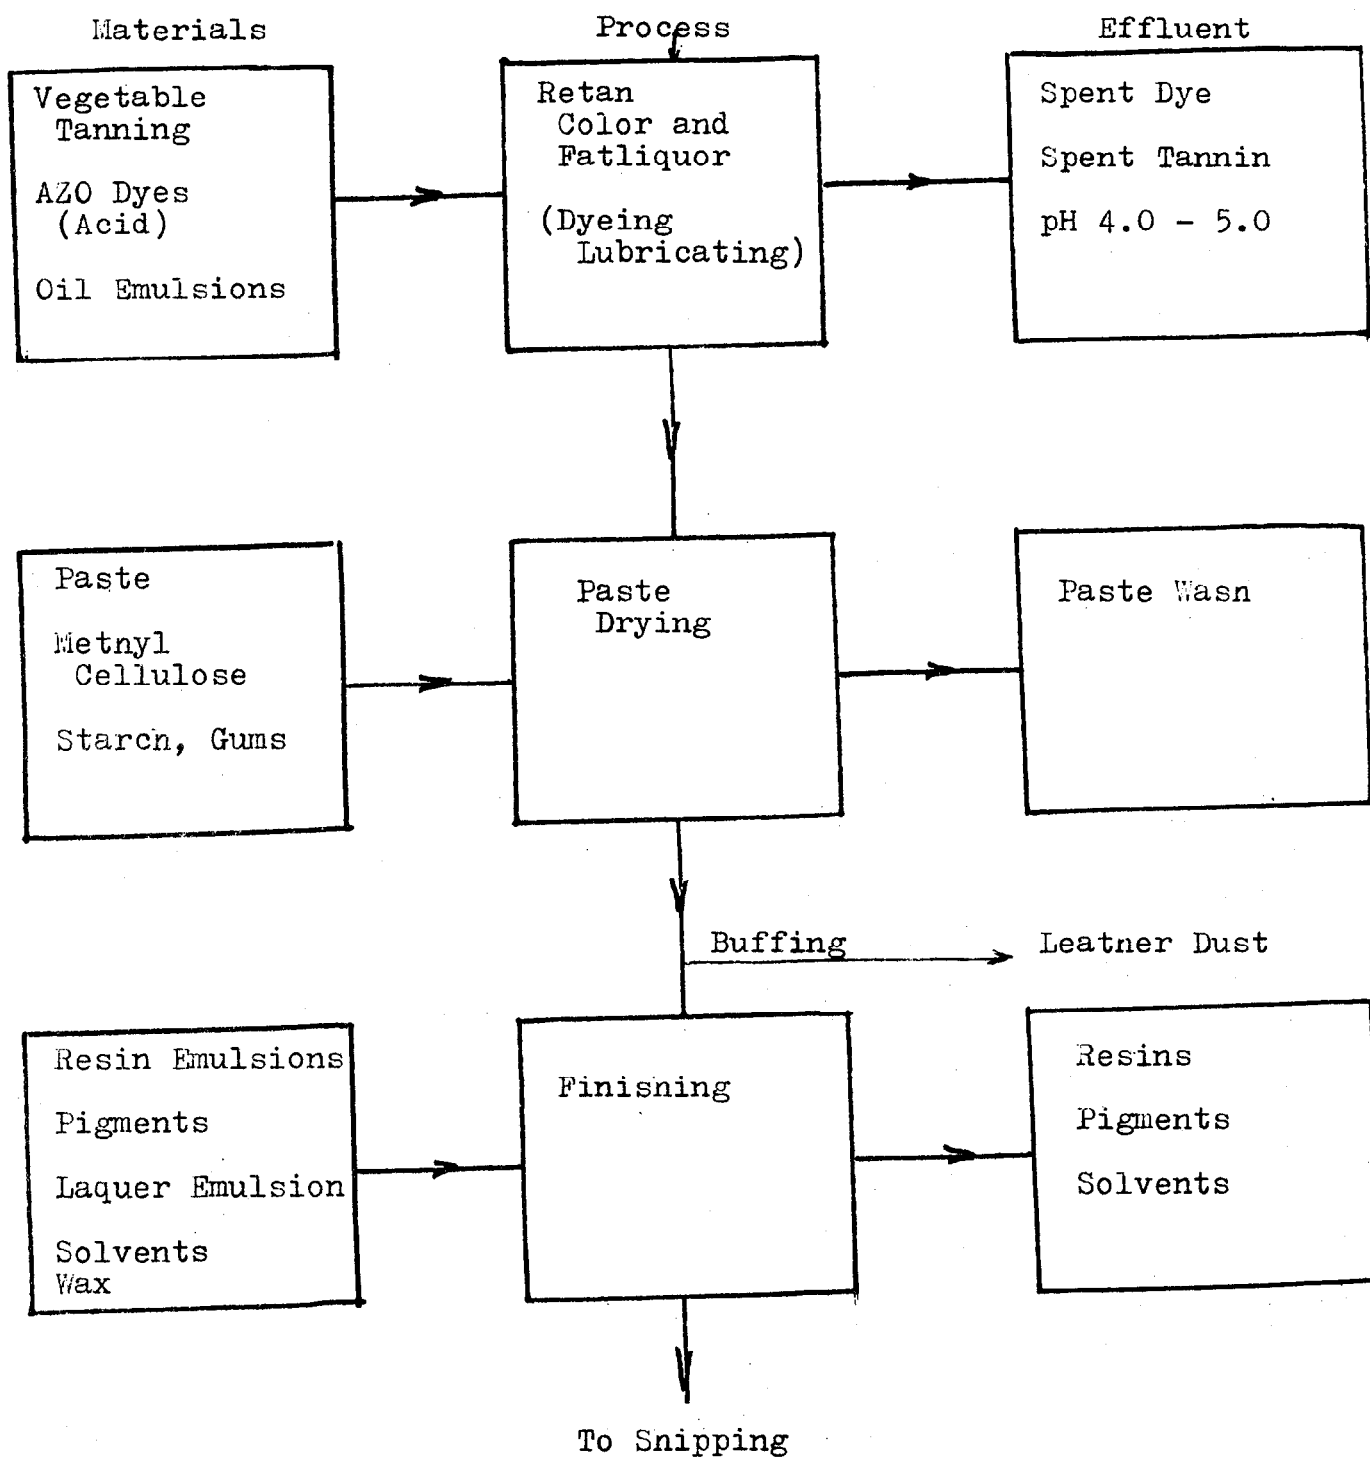 Materials
Process
Effluent
Vegetable
Tanning
AZO Dyes
(Acid)
Oil Emulsions
Retan
Color and
Fatliquor
(Dyeing
Lubricating)
Spent Dye
Spent Tannin
pH 4.0 - 5.0
Paste
Metnyl
Cellulose
Starcn, Gums
Paste
Drying
Paste Wasn
Buffing
Leatner Dust
Resin Emulsions
Pigments
Laquer Emulsion
Solvents
Wax
Finisning
Resins
Pigments
Solvents
To Snipping